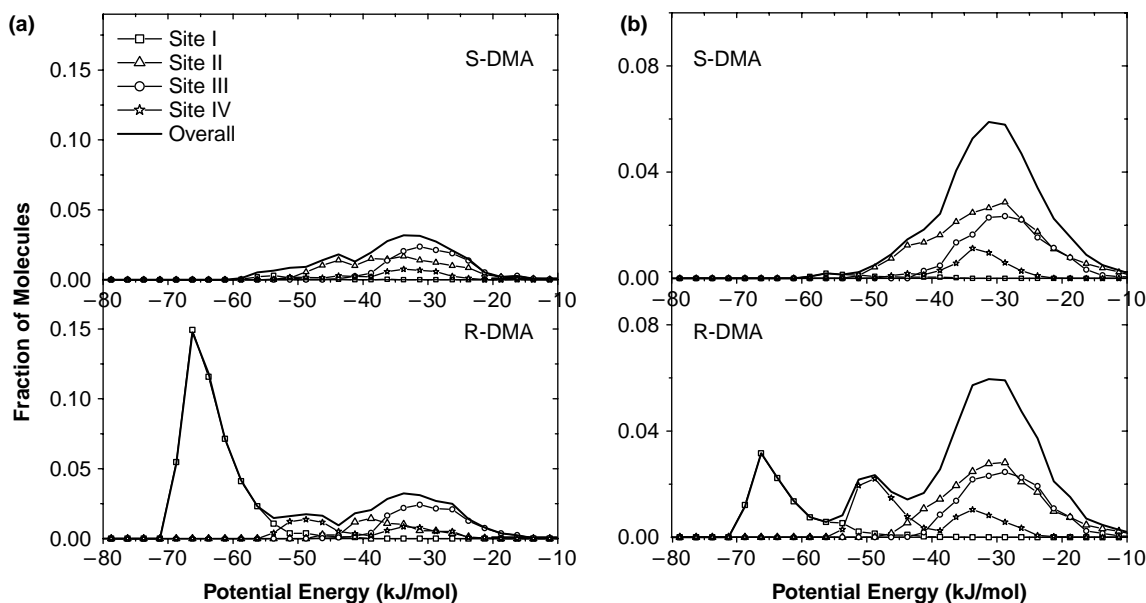 (a)
Site I
Site II
Site III
Site IV
Overall
S-DMA
0.15
0.10
0.05
0.00
−80 −70 −60 −50 −40 −30 −20 −10
R-DMA
0.15
0.10
0.05
0.00
−80 −70 −60 −50 −40 −30 −20 −10
Potential Energy (kJ/mol)
Fraction of Molecules
(b)
S-DMA
0.08
0.04
0.00
−80 −70 −60 −50 −40 −30 −20 −10
R-DMA
0.08
0.04
0.00
−80 −70 −60 −50 −40 −30 −20 −10
Potential Energy (kJ/mol)